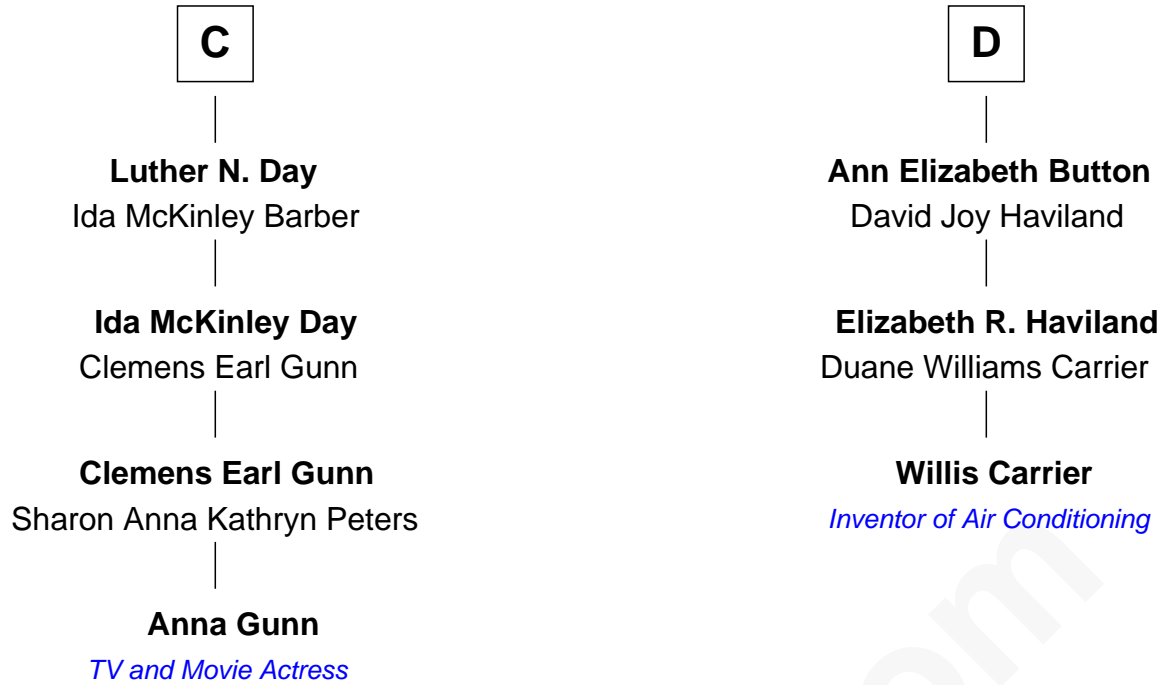 C
Luther N. Day
Ida McKinley Barber
Ida McKinley Day
Clemens Earl Gunn
Clemens Earl Gunn
Sharon Anna Kathryn Peters
Anna Gunn
TV and Movie Actress
D
Ann Elizabeth Button
David Joy Haviland
Elizabeth R. Haviland
Duane Williams Carrier
Willis Carrier
Inventor of Air Conditioning
om